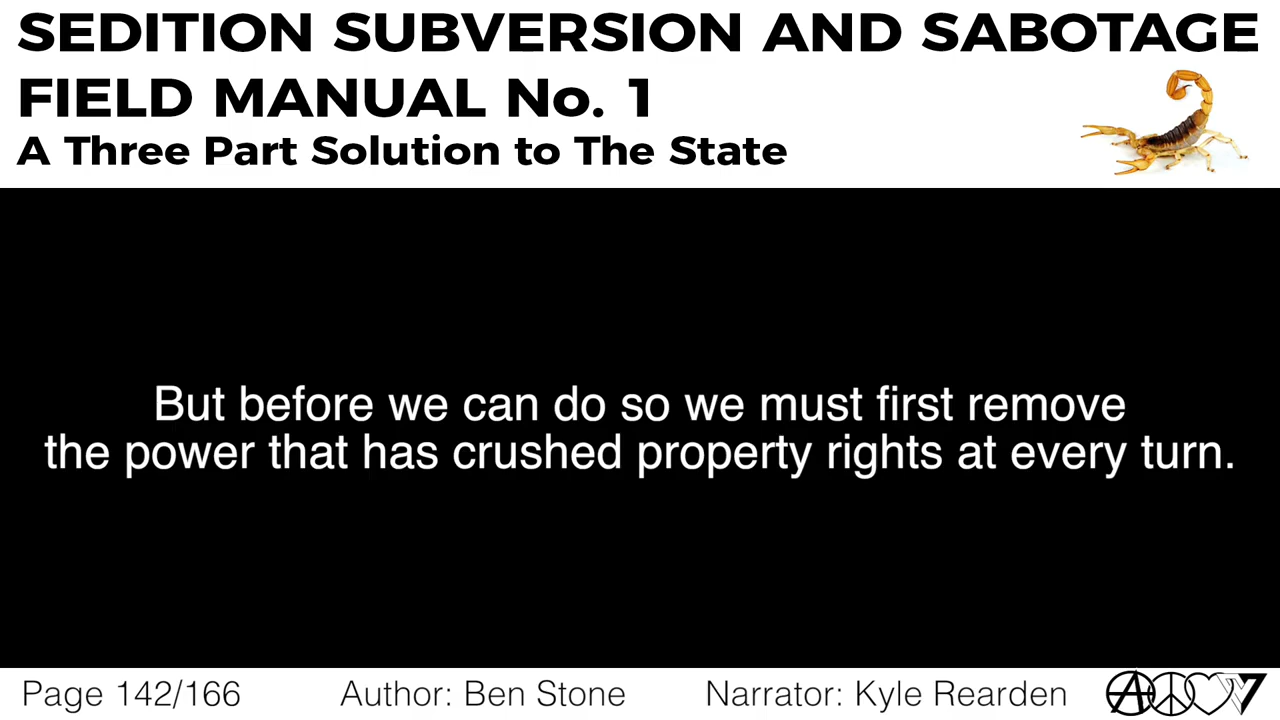 SEDITION SUBVERSION AND SABOTAGE
FIELD MANUAL No. 1
A Three Part Solution to The State
But before we can do so we must first remove
the power that has crushed property rights at every turn.
Page 142/166 Author: Ben Stone Narrator: Kyle Rearden